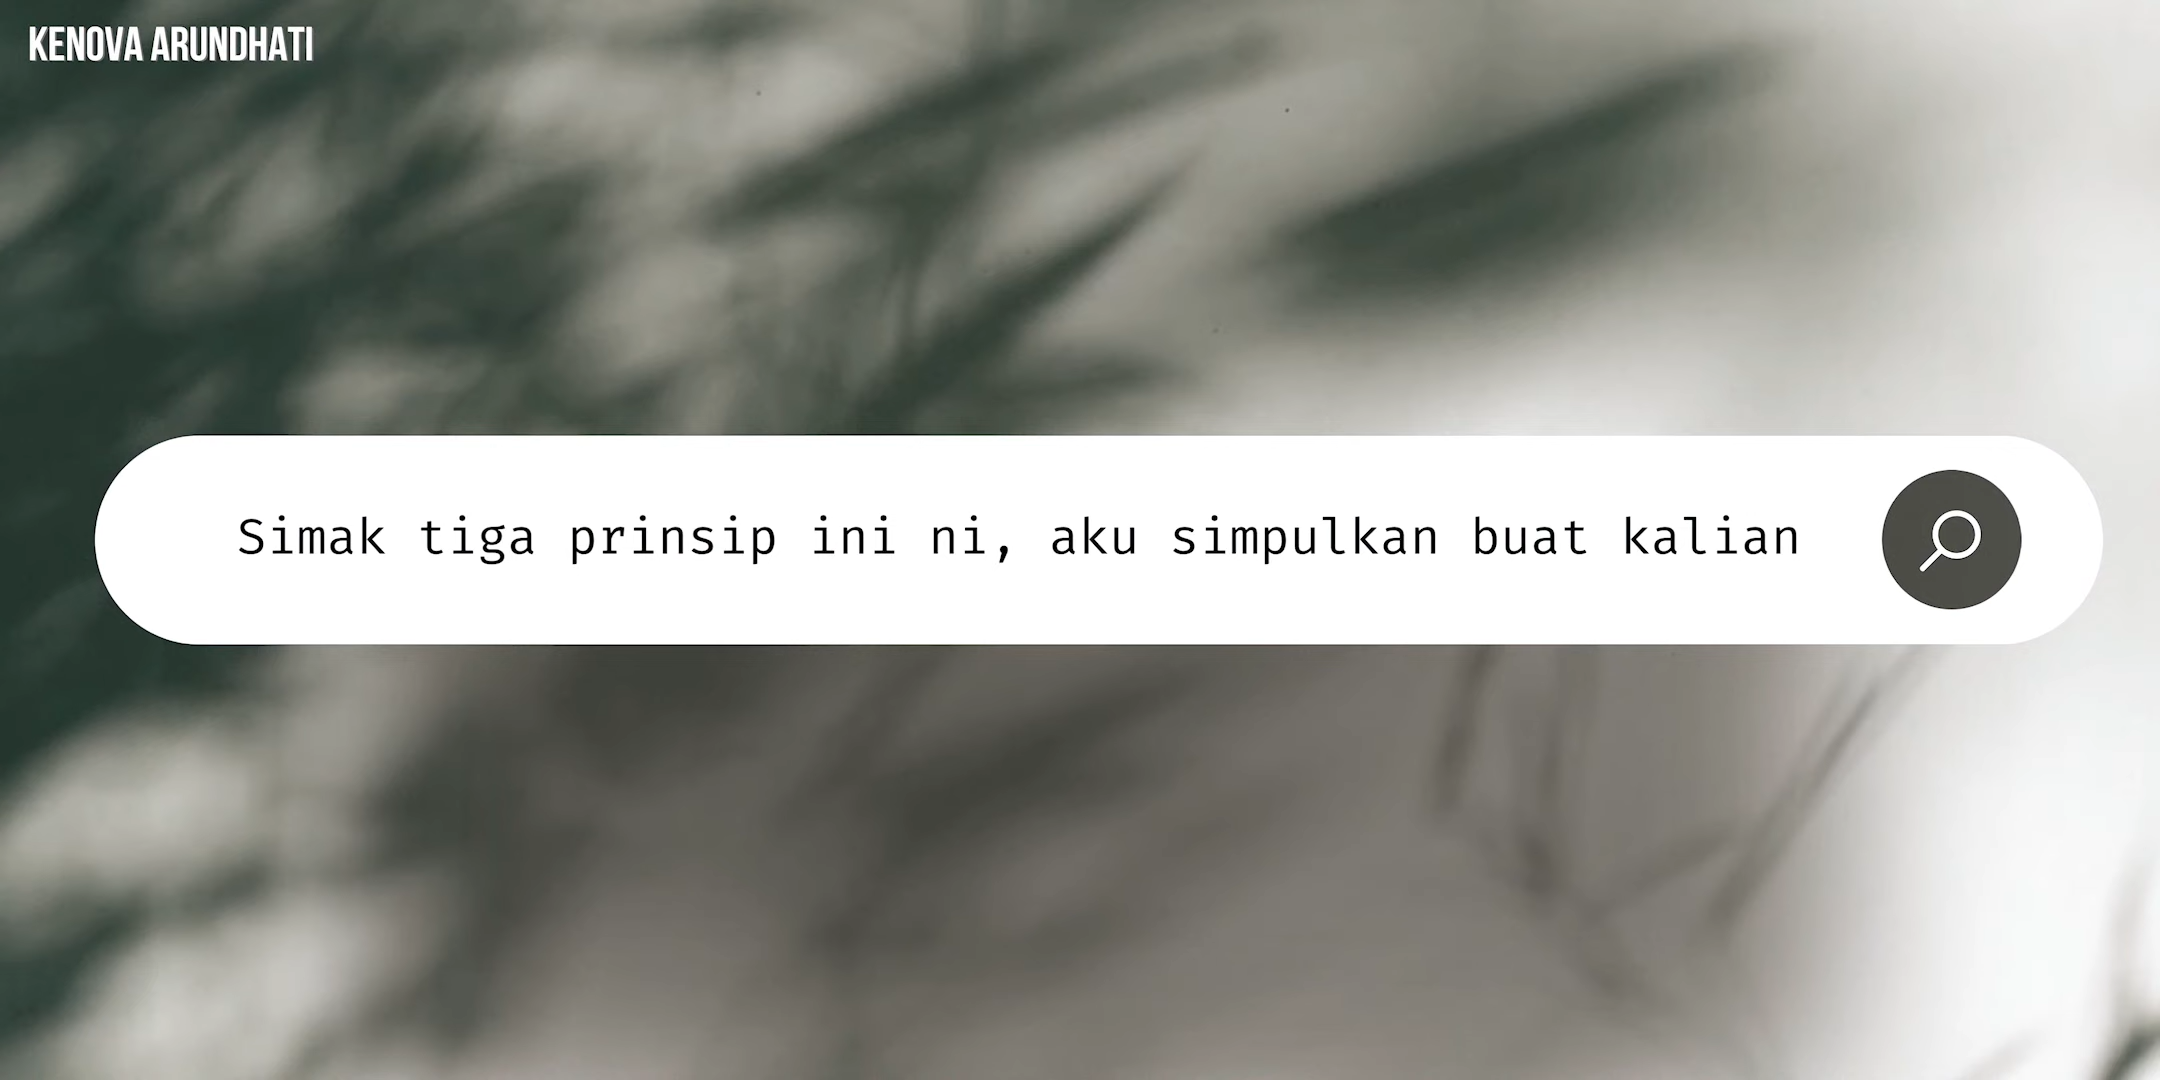 KENOVA ARUNDHATI
Simak tiga prinsip ini ni, aku simpulkan buat kalian